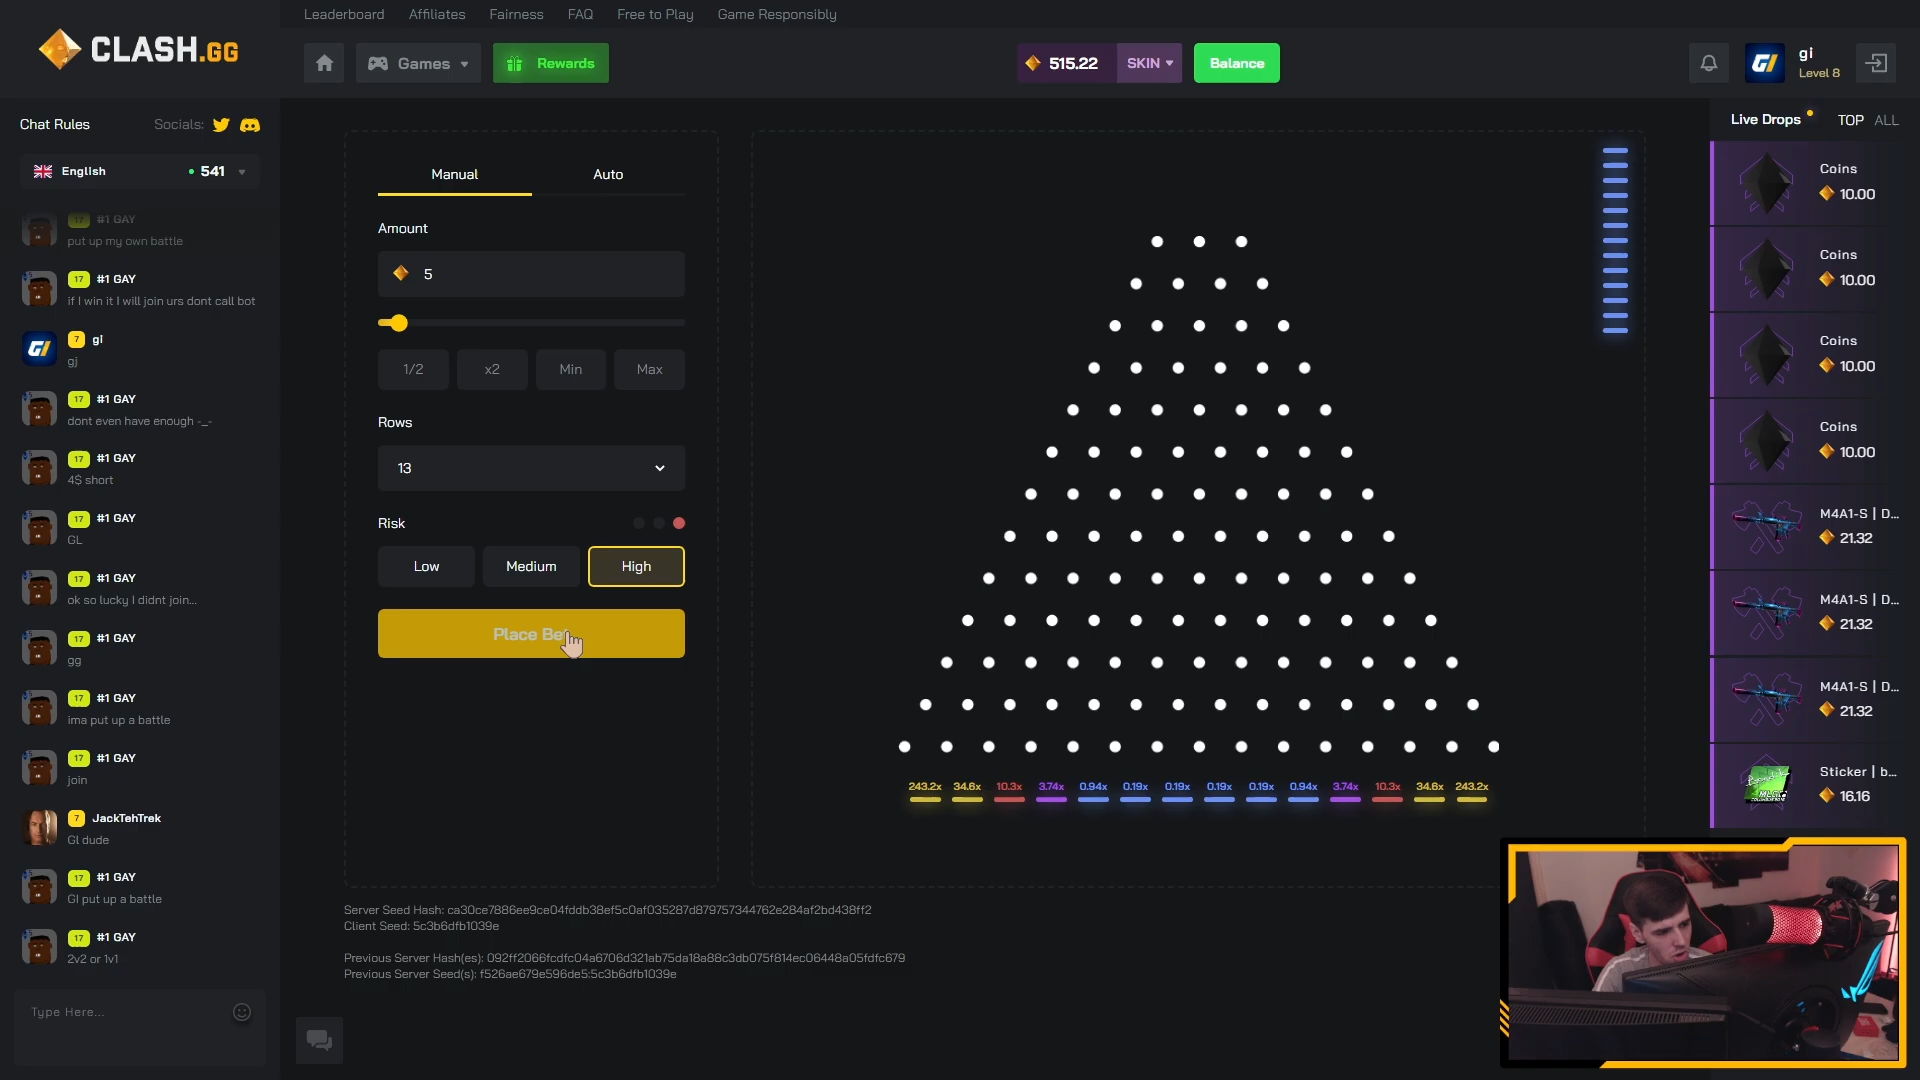 Leaderboard Affiliates Fairness FAQ Free to Play Game Responsibly
CLASH.GG
Games
Rewards
515.22 SKIN
Balance
GI
gi
Level 8
Chat Rules
Socials:
English
541
17 #1 GAY
put up my own battle
17 #1 GAY
if I win it I will join urs dont call bot
GI
7 gi
gj
17 #1 GAY
dont even have enough -_-
17 #1 GAY
4$ short
17 #1 GAY
GL
17 #1 GAY
ok so lucky I didnt join...
17 #1 GAY
gg
17 #1 GAY
ima put up a battle
17 #1 GAY
join
7 JackTehTrek
GI dude
17 #1 GAY
GI put up a battle
17 #1 GAY
2v2 or 1v1
Type Here...
Manual Auto
Amount
5
1/2 x2 Min Max
Rows
13
Risk
Low Medium High
Place Be
243.2x 34.6x 10.3x 3.74x 0.94x 0.19x 0.19x 0.19x 0.19x 0.94x 3.74x 10.3x 34.6x 243.2x
Server Seed Hash: ca30ce7886ee9ce04fddb38ef5c0af035287d879757344762e284af2bd438ff2
Client Seed: 5c3b6dfb1039e
Previous Server Hash(es): 092ff2066fcdfc04a6706d321ab75da18a88c3db075f814ec06448a05fdfc679
Previous Server Seed(s): f526ae679e596de5:5c3b6dfb1039e
Live Drops TOP ALL
Coins
10.00
Coins
10.00
Coins
10.00
Coins
10.00
M4A1-S | D...
21.32
M4A1-S | D...
21.32
M4A1-S | D...
21.32
Sticker | b...
16.16